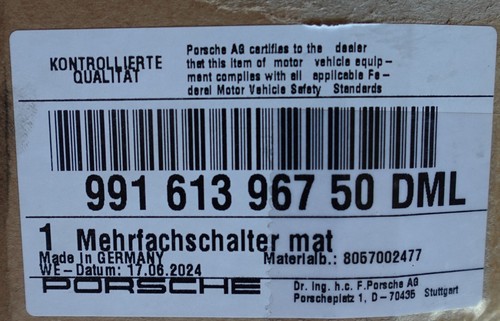 KONTROLLIERTE
QUALITÄT
Porsche AG certifies to the dealer
that this item of motor vehicle equip-
ment complies with all applicable Fe-
deral Motor Vehicle Safety Standards
991 613 967 50 DML
1 Mehrfachschalter mat
Made in GERMANY Materialb.: 8057002477
WE-Datum: 17.06.2024
PORSCHE
Dr. Ing. h.c. F.Porsche AG
Porscheplatz 1, D-70435 Stuttgart